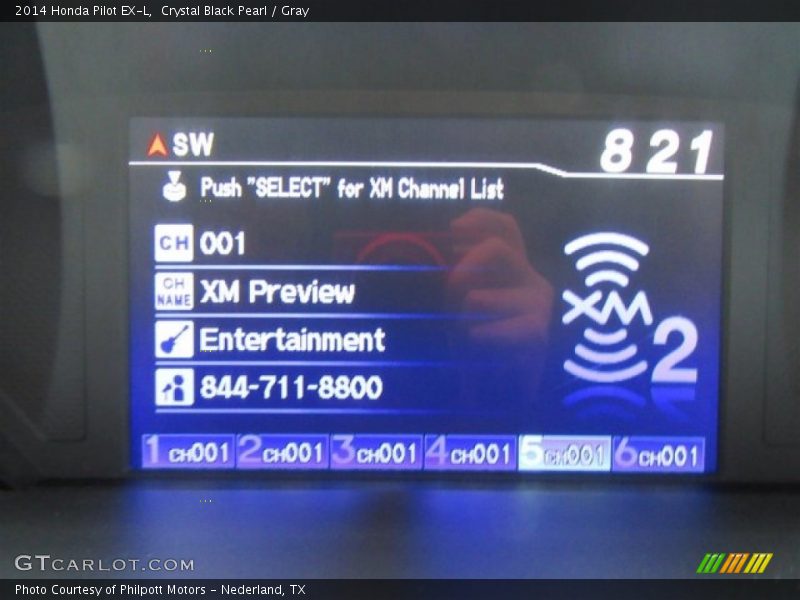 2014 Honda Pilot EX-L, Crystal Black Pearl / Gray
SW 821
Push "SELECT" for XM Channel List
CH 001
CH NAME XM Preview
Entertainment
844-711-8800
XM 2
1 CH001 2 CH001 3 CH001 4 CH001 5 CH001 6 CH001
GTCARLOT.COM
Photo Courtesy of Philpott Motors - Nederland, TX